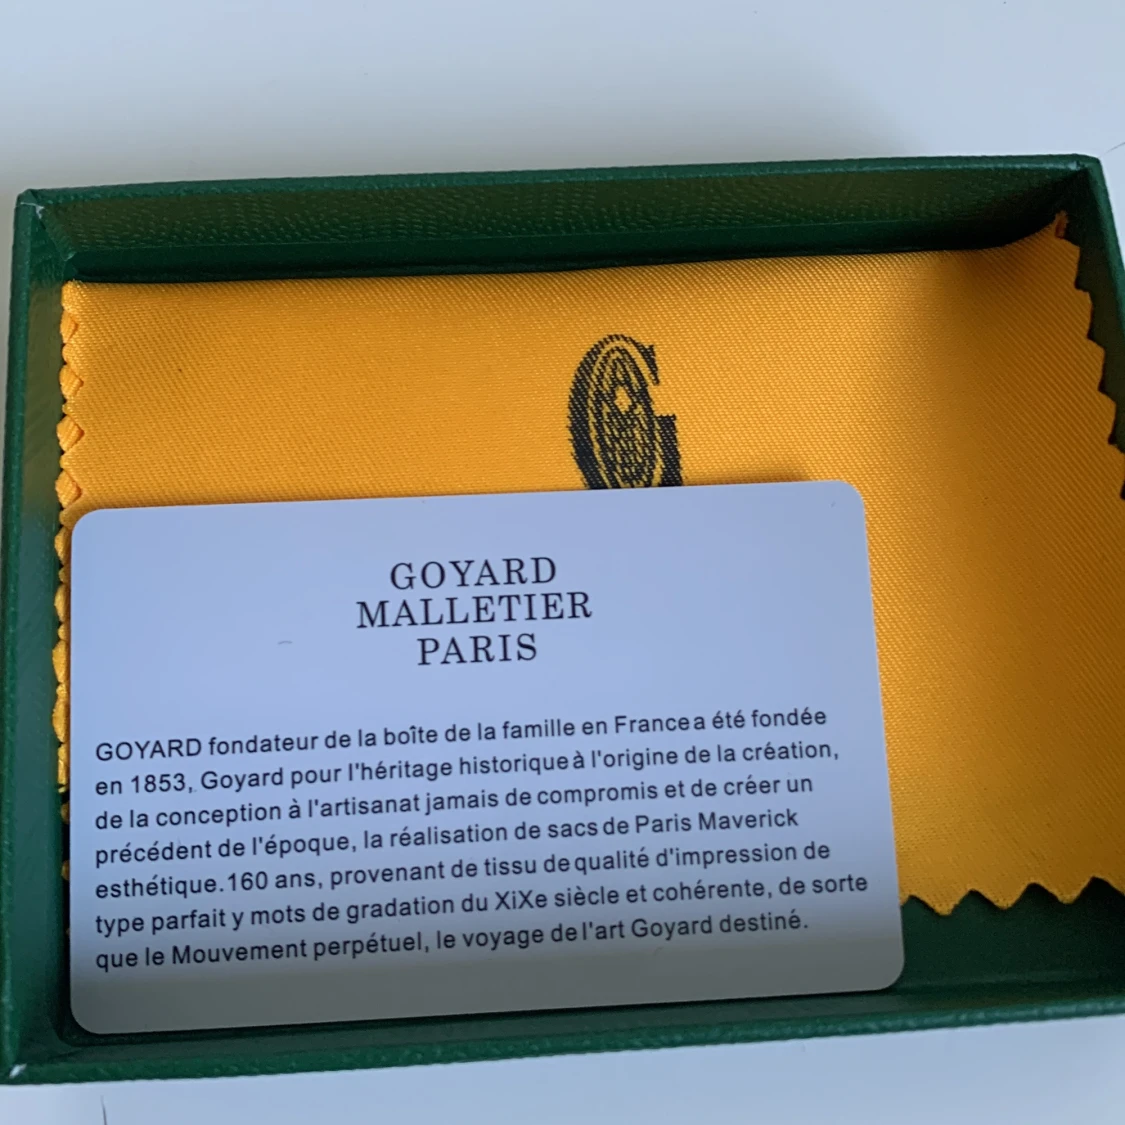 G
GOYARD
MALLETIER
PARIS
GOYARD fondateur de la boîte de la famille en France a été fondée
en 1853, Goyard pour l'héritage historique à l'origine de la création,
de la conception à l'artisanat jamais de compromis et de créer un
précédent de l'époque, la réalisation de sacs de Paris Maverick
esthétique.160 ans, provenant de tissu de qualité d'impression de
type parfait y mots de gradation du XiXe siècle et cohérente, de sorte
que le Mouvement perpétuel, le voyage de l'art Goyard destiné.